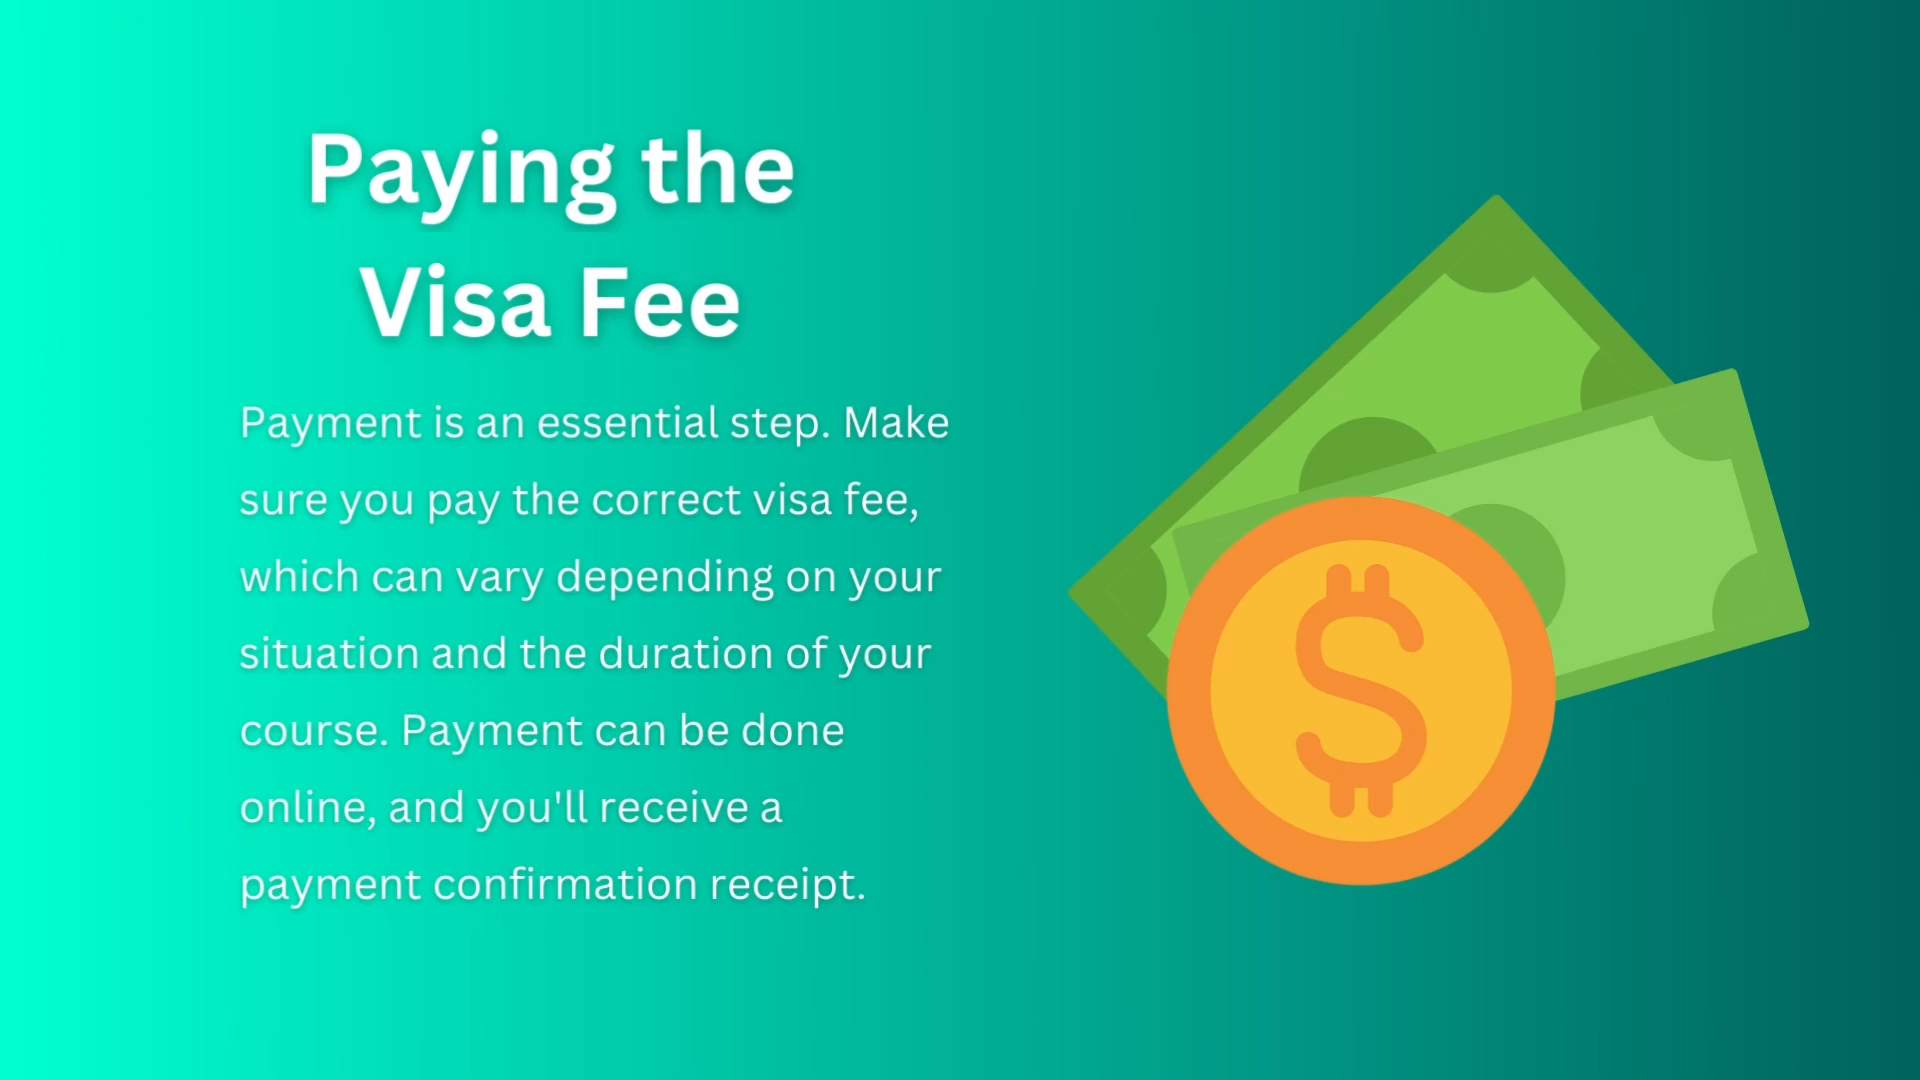 Paying the
Visa Fee
Payment is an essential step. Make
sure you pay the correct visa fee,
which can vary depending on your
situation and the duration of your
course. Payment can be done
online, and you'll receive a
payment confirmation receipt.
$